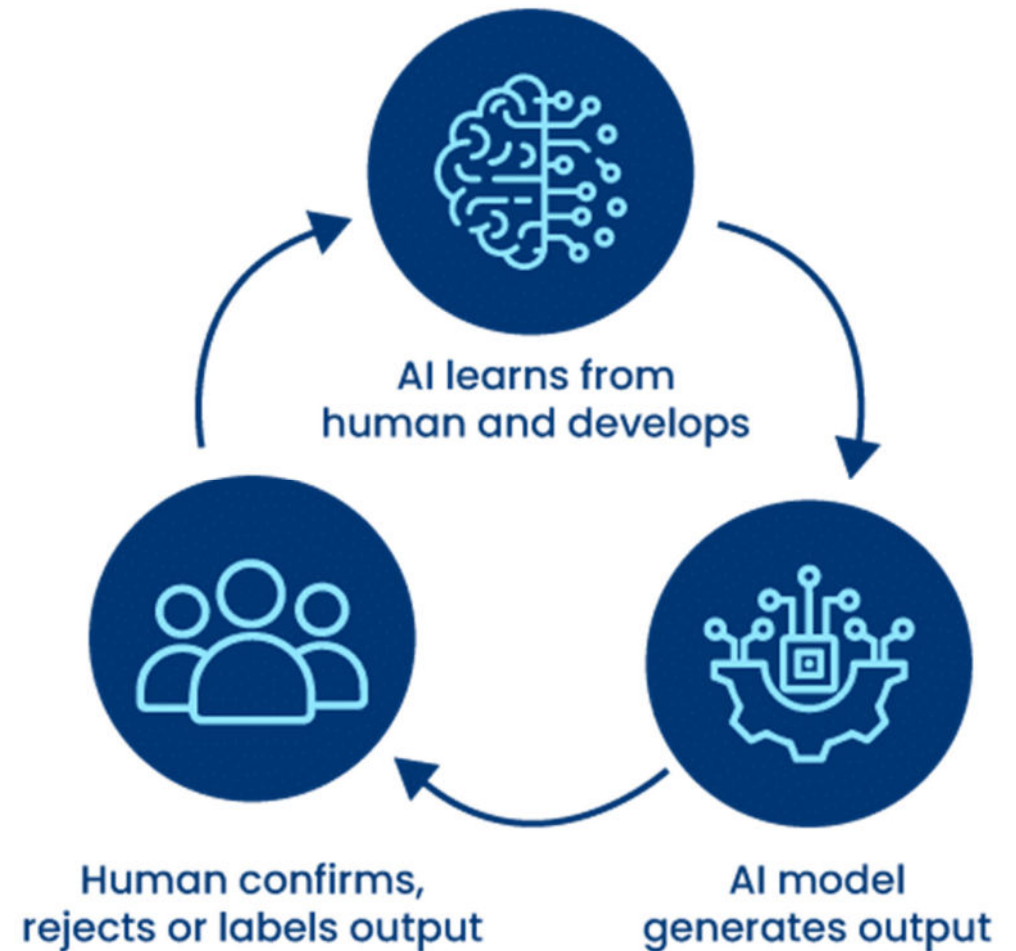 AI learns from
human and develops
Human confirms,
rejects or labels output
AI model
generates output